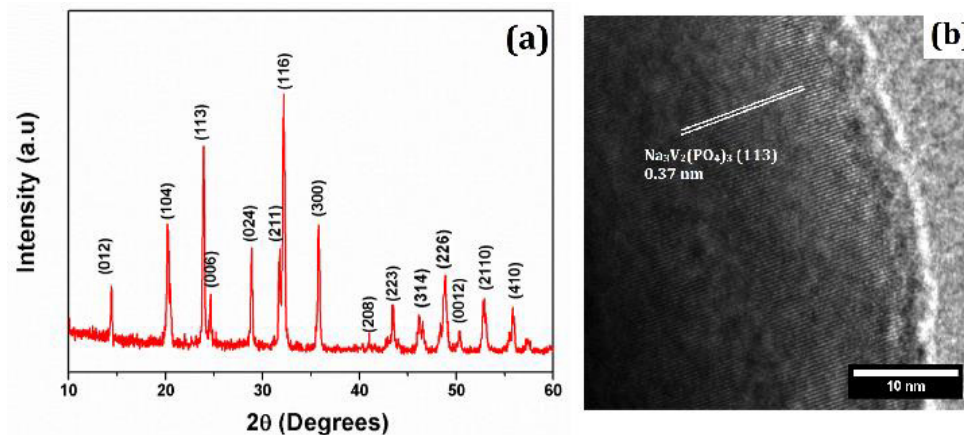 (a)
Intensity (a.u)
(012)
(104)
(113)
(006)
(024)
(211)
(116)
(300)
(208)
(223)
(314)
(226)
(0012)
(2110)
(410)
10 20 30 40 50 60
2θ (Degrees)
(b)
Na₃V₂(PO₄)₃ (113)
0.37 nm
10 nm